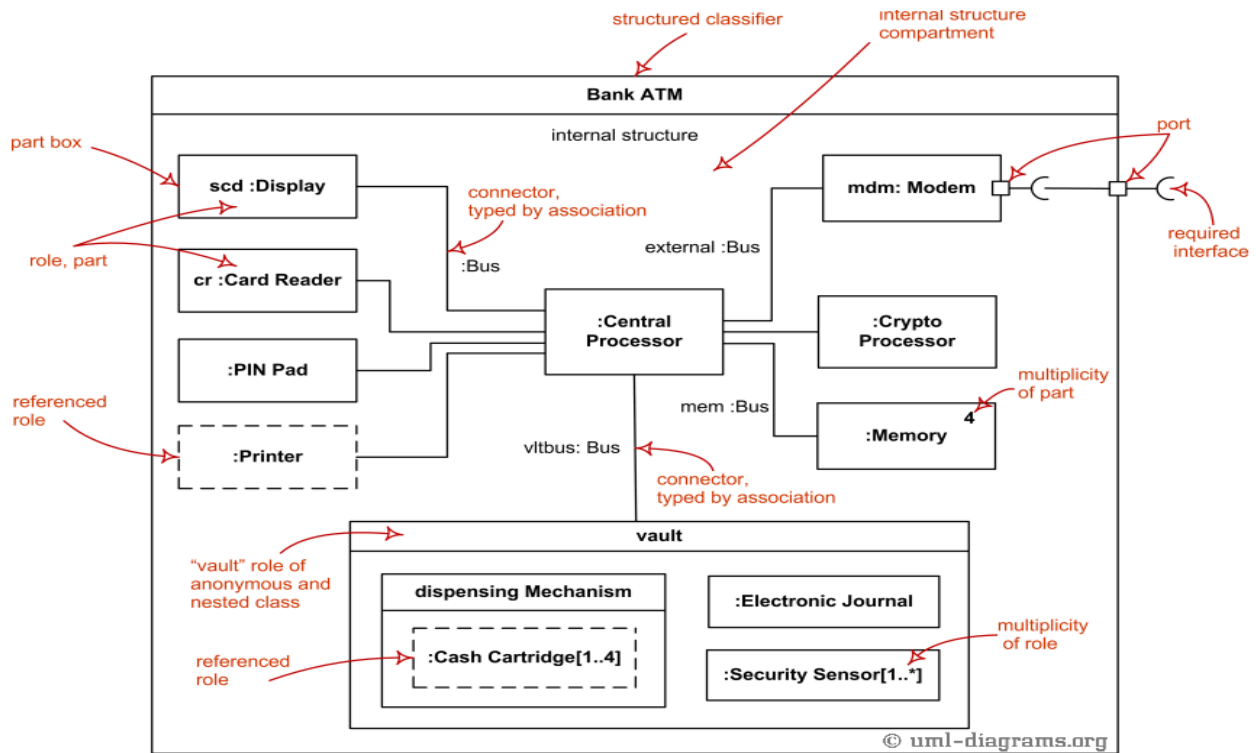 structured classifier
internal structure
compartment
Bank ATM
internal structure
part box
port
scd :Display
connector,
typed by association
mdm: Modem
role, part
:Bus
external :Bus
required
interface
cr :Card Reader
:Central
Processor
:Crypto
Processor
:PIN Pad
multiplicity
of part
referenced
role
mem :Bus
4
:Memory
:Printer
vltbus: Bus
connector,
typed by association
vault
"vault" role of
anonymous and
nested class
dispensing Mechanism
:Electronic Journal
multiplicity
of role
referenced
role
:Cash Cartridge[1..4]
:Security Sensor[1..*]
© uml-diagrams.org